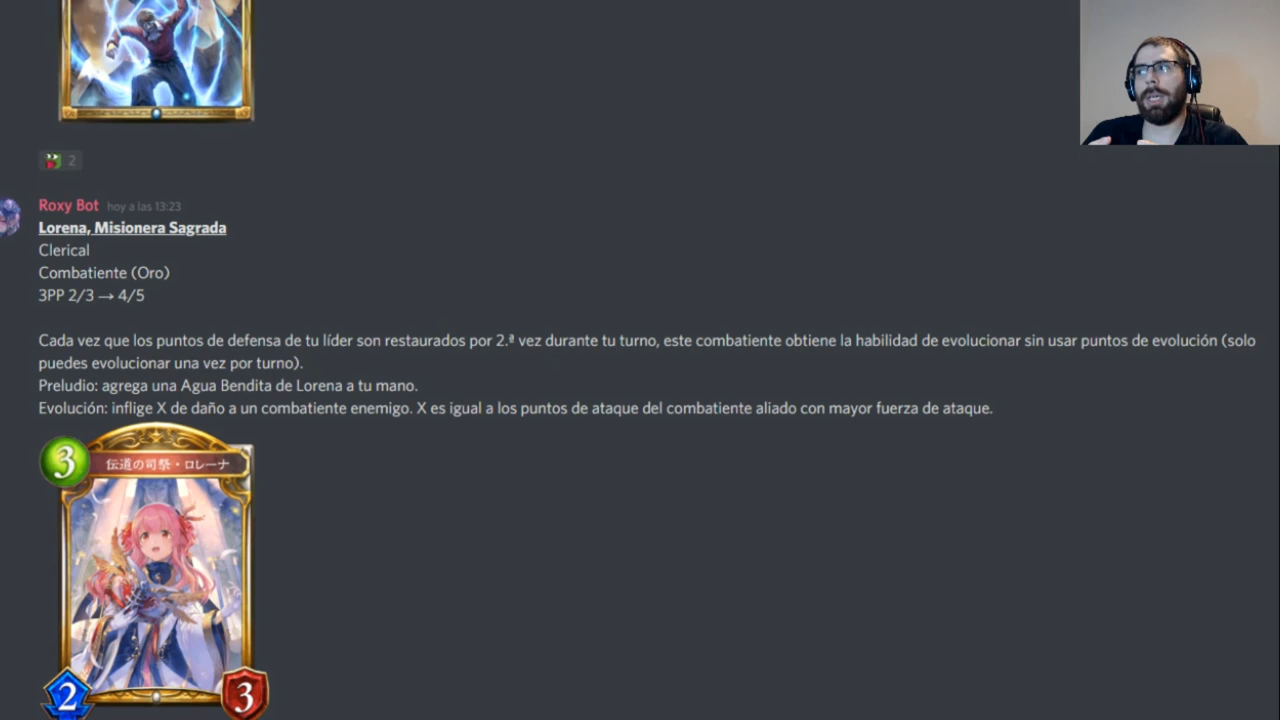 2
Roxy Bot hoy a las 13:23
Lorena, Misionera Sagrada
Clerical
Combatiente (Oro)
3PP 2/3 → 4/5
Cada vez que los puntos de defensa de tu líder son restaurados por 2.ª vez durante tu turno, este combatiente obtiene la habilidad de evolucionar sin usar puntos de evolución (solo
puedes evolucionar una vez por turno).
Preludio: agrega una Agua Bendita de Lorena a tu mano.
Evolución: inflige X de daño a un combatiente enemigo. X es igual a los puntos de ataque del combatiente aliado con mayor fuerza de ataque.
3 伝道の司祭・ロレーナ
2 3